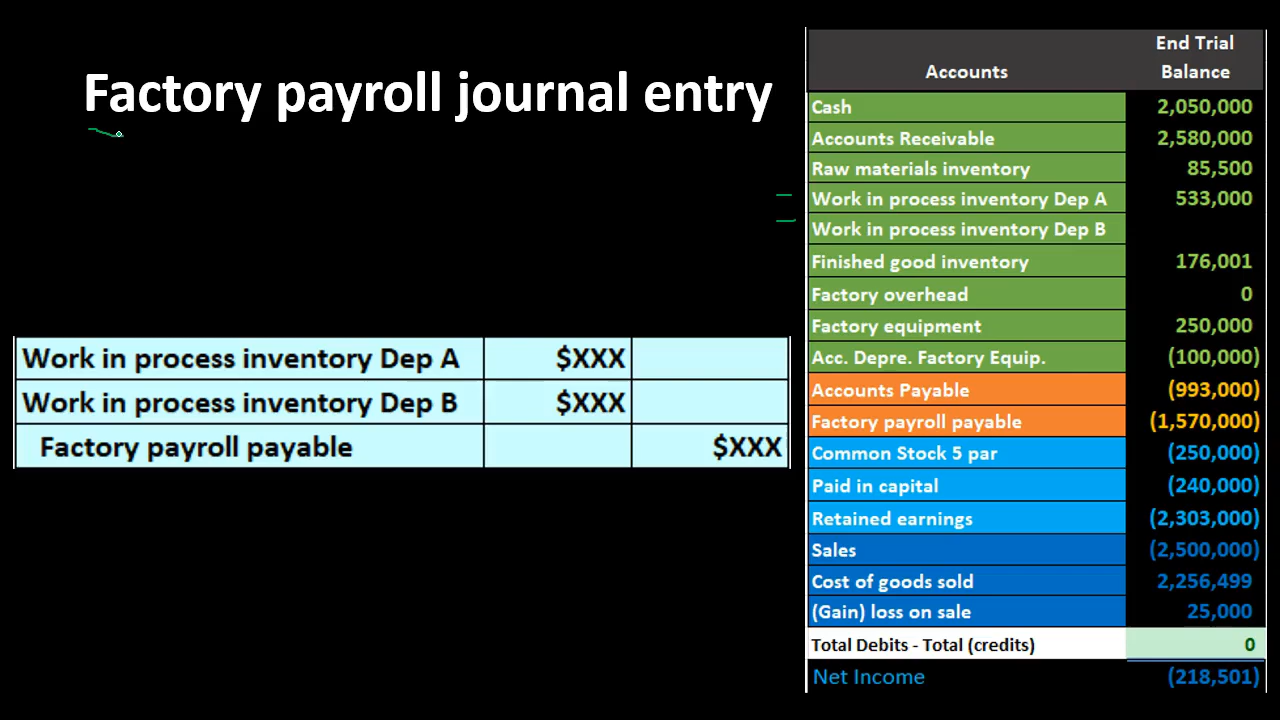 Factory payroll journal entry
Work in process inventory Dep A $XXX
Work in process inventory Dep B $XXX
Factory payroll payable $XXX
Accounts End Trial Balance
Cash 2,050,000
Accounts Receivable 2,580,000
Raw materials inventory 85,500
Work in process inventory Dep A 533,000
Work in process inventory Dep B
Finished good inventory 176,001
Factory overhead 0
Factory equipment 250,000
Acc. Depre. Factory Equip. (100,000)
Accounts Payable (993,000)
Factory payroll payable (1,570,000)
Common Stock 5 par (250,000)
Paid in capital (240,000)
Retained earnings (2,303,000)
Sales (2,500,000)
Cost of goods sold 2,256,499
(Gain) loss on sale 25,000
Total Debits - Total (credits) 0
Net Income (218,501)